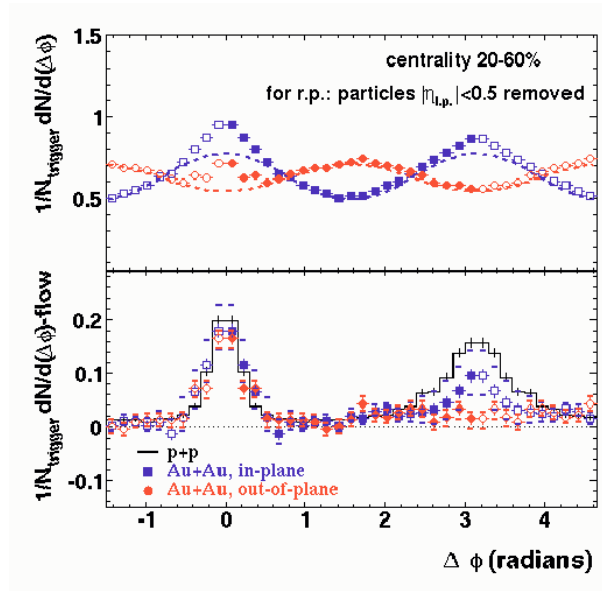 1.5
centrality 20-60%
for r.p.: particles |η_l.p.|<0.5 removed
1
0.5
1/N_trigger dN/d(Δϕ)
0.2
0.1
0
-0.1
1/N_trigger dN/d(Δϕ)-flow
p+p
Au+Au, in-plane
Au+Au, out-of-plane
-1 0 1 2 3 4
Δ ϕ (radians)